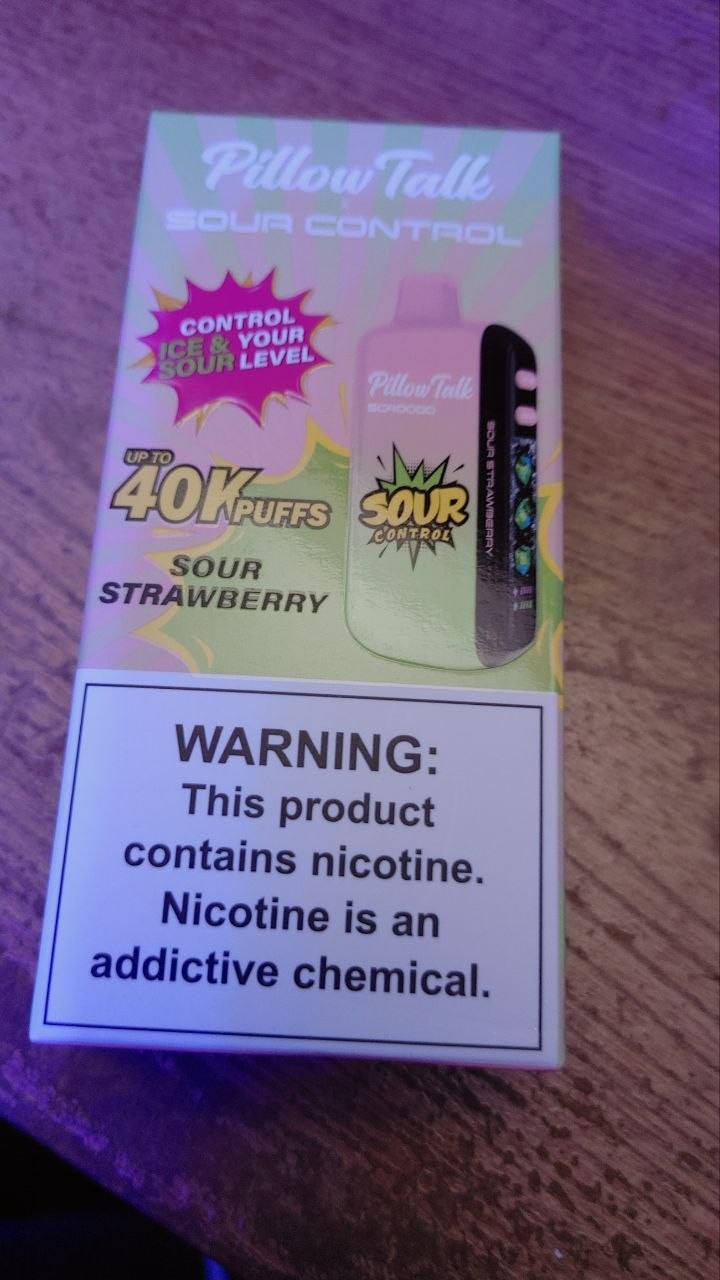 Pillow Talk
X
SOUR CONTROL
CONTROL
ICE & YOUR
SOUR LEVEL
UP TO
40K PUFFS
SOUR
STRAWBERRY
Pillow Talk
SC40000
SOUR
CONTROL
SOUR STRAWBERRY
WARNING:
This product
contains nicotine.
Nicotine is an
addictive chemical.